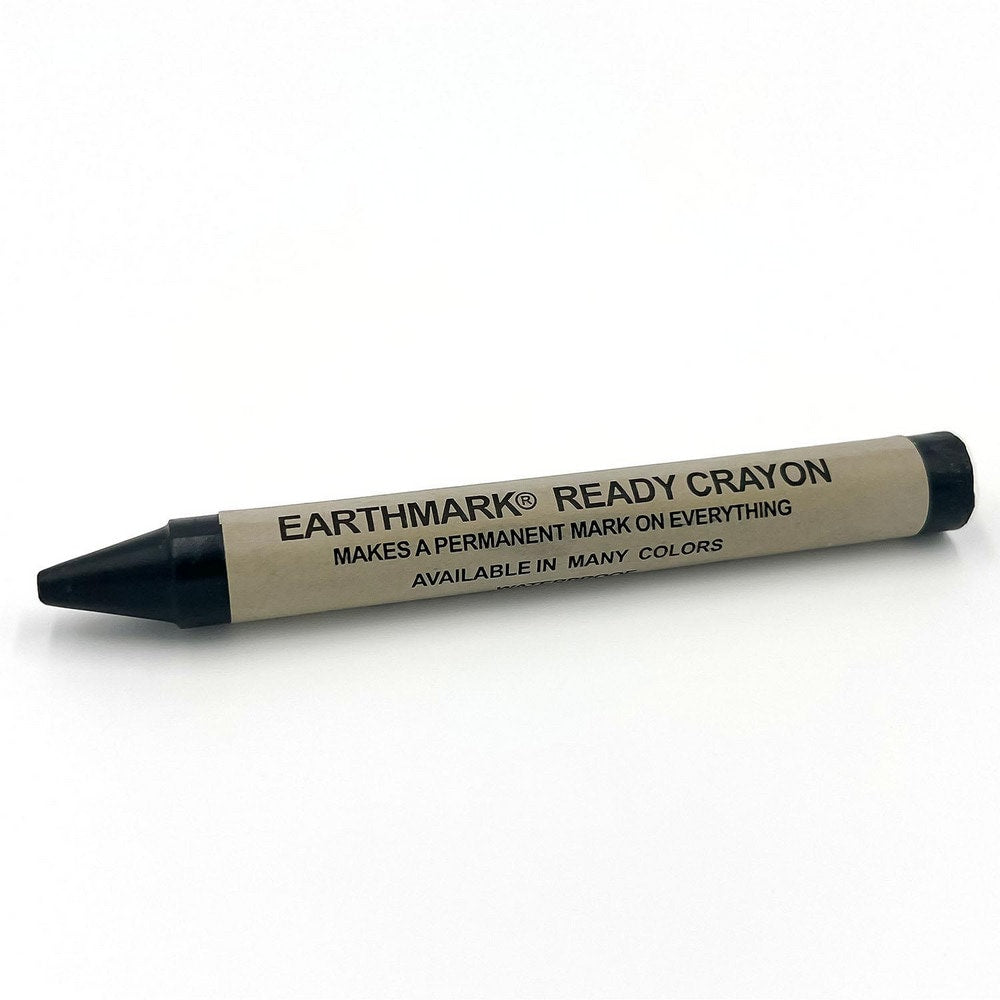 EARTHMARK® READY CRAYON
MAKES A PERMANENT MARK ON EVERYTHING
AVAILABLE IN MANY COLORS